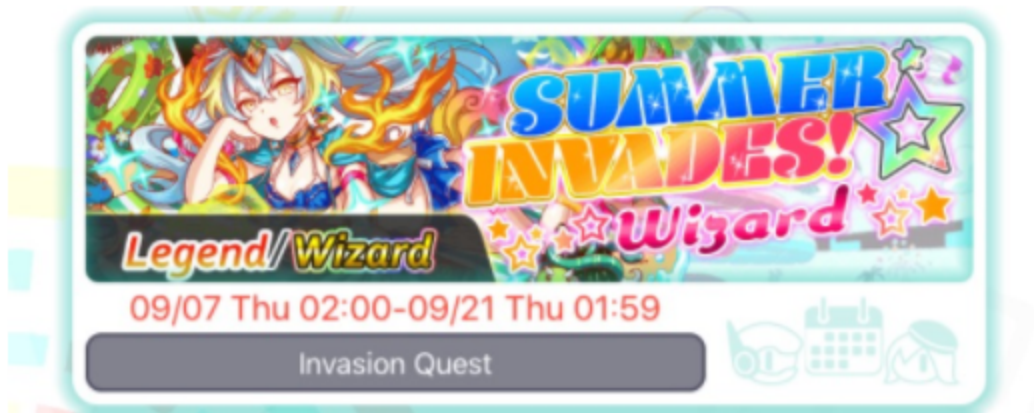 SUMMER
INVADES!
Wizard
Legend/Wizard
09/07 Thu 02:00-09/21 Thu 01:59
Invasion Quest